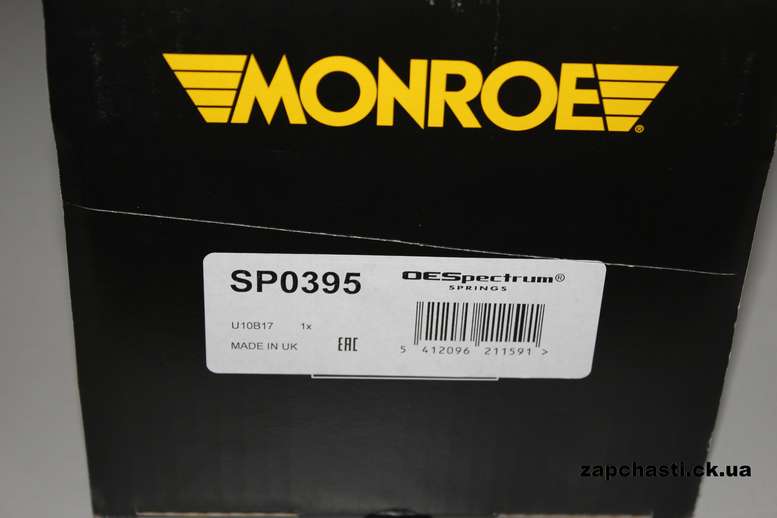 MONROE®
SP0395
OESpectrum®
SPRINGS
U10B17 1x
MADE IN UK
EAC
5 412096 211591 >
zapchasti.ck.ua